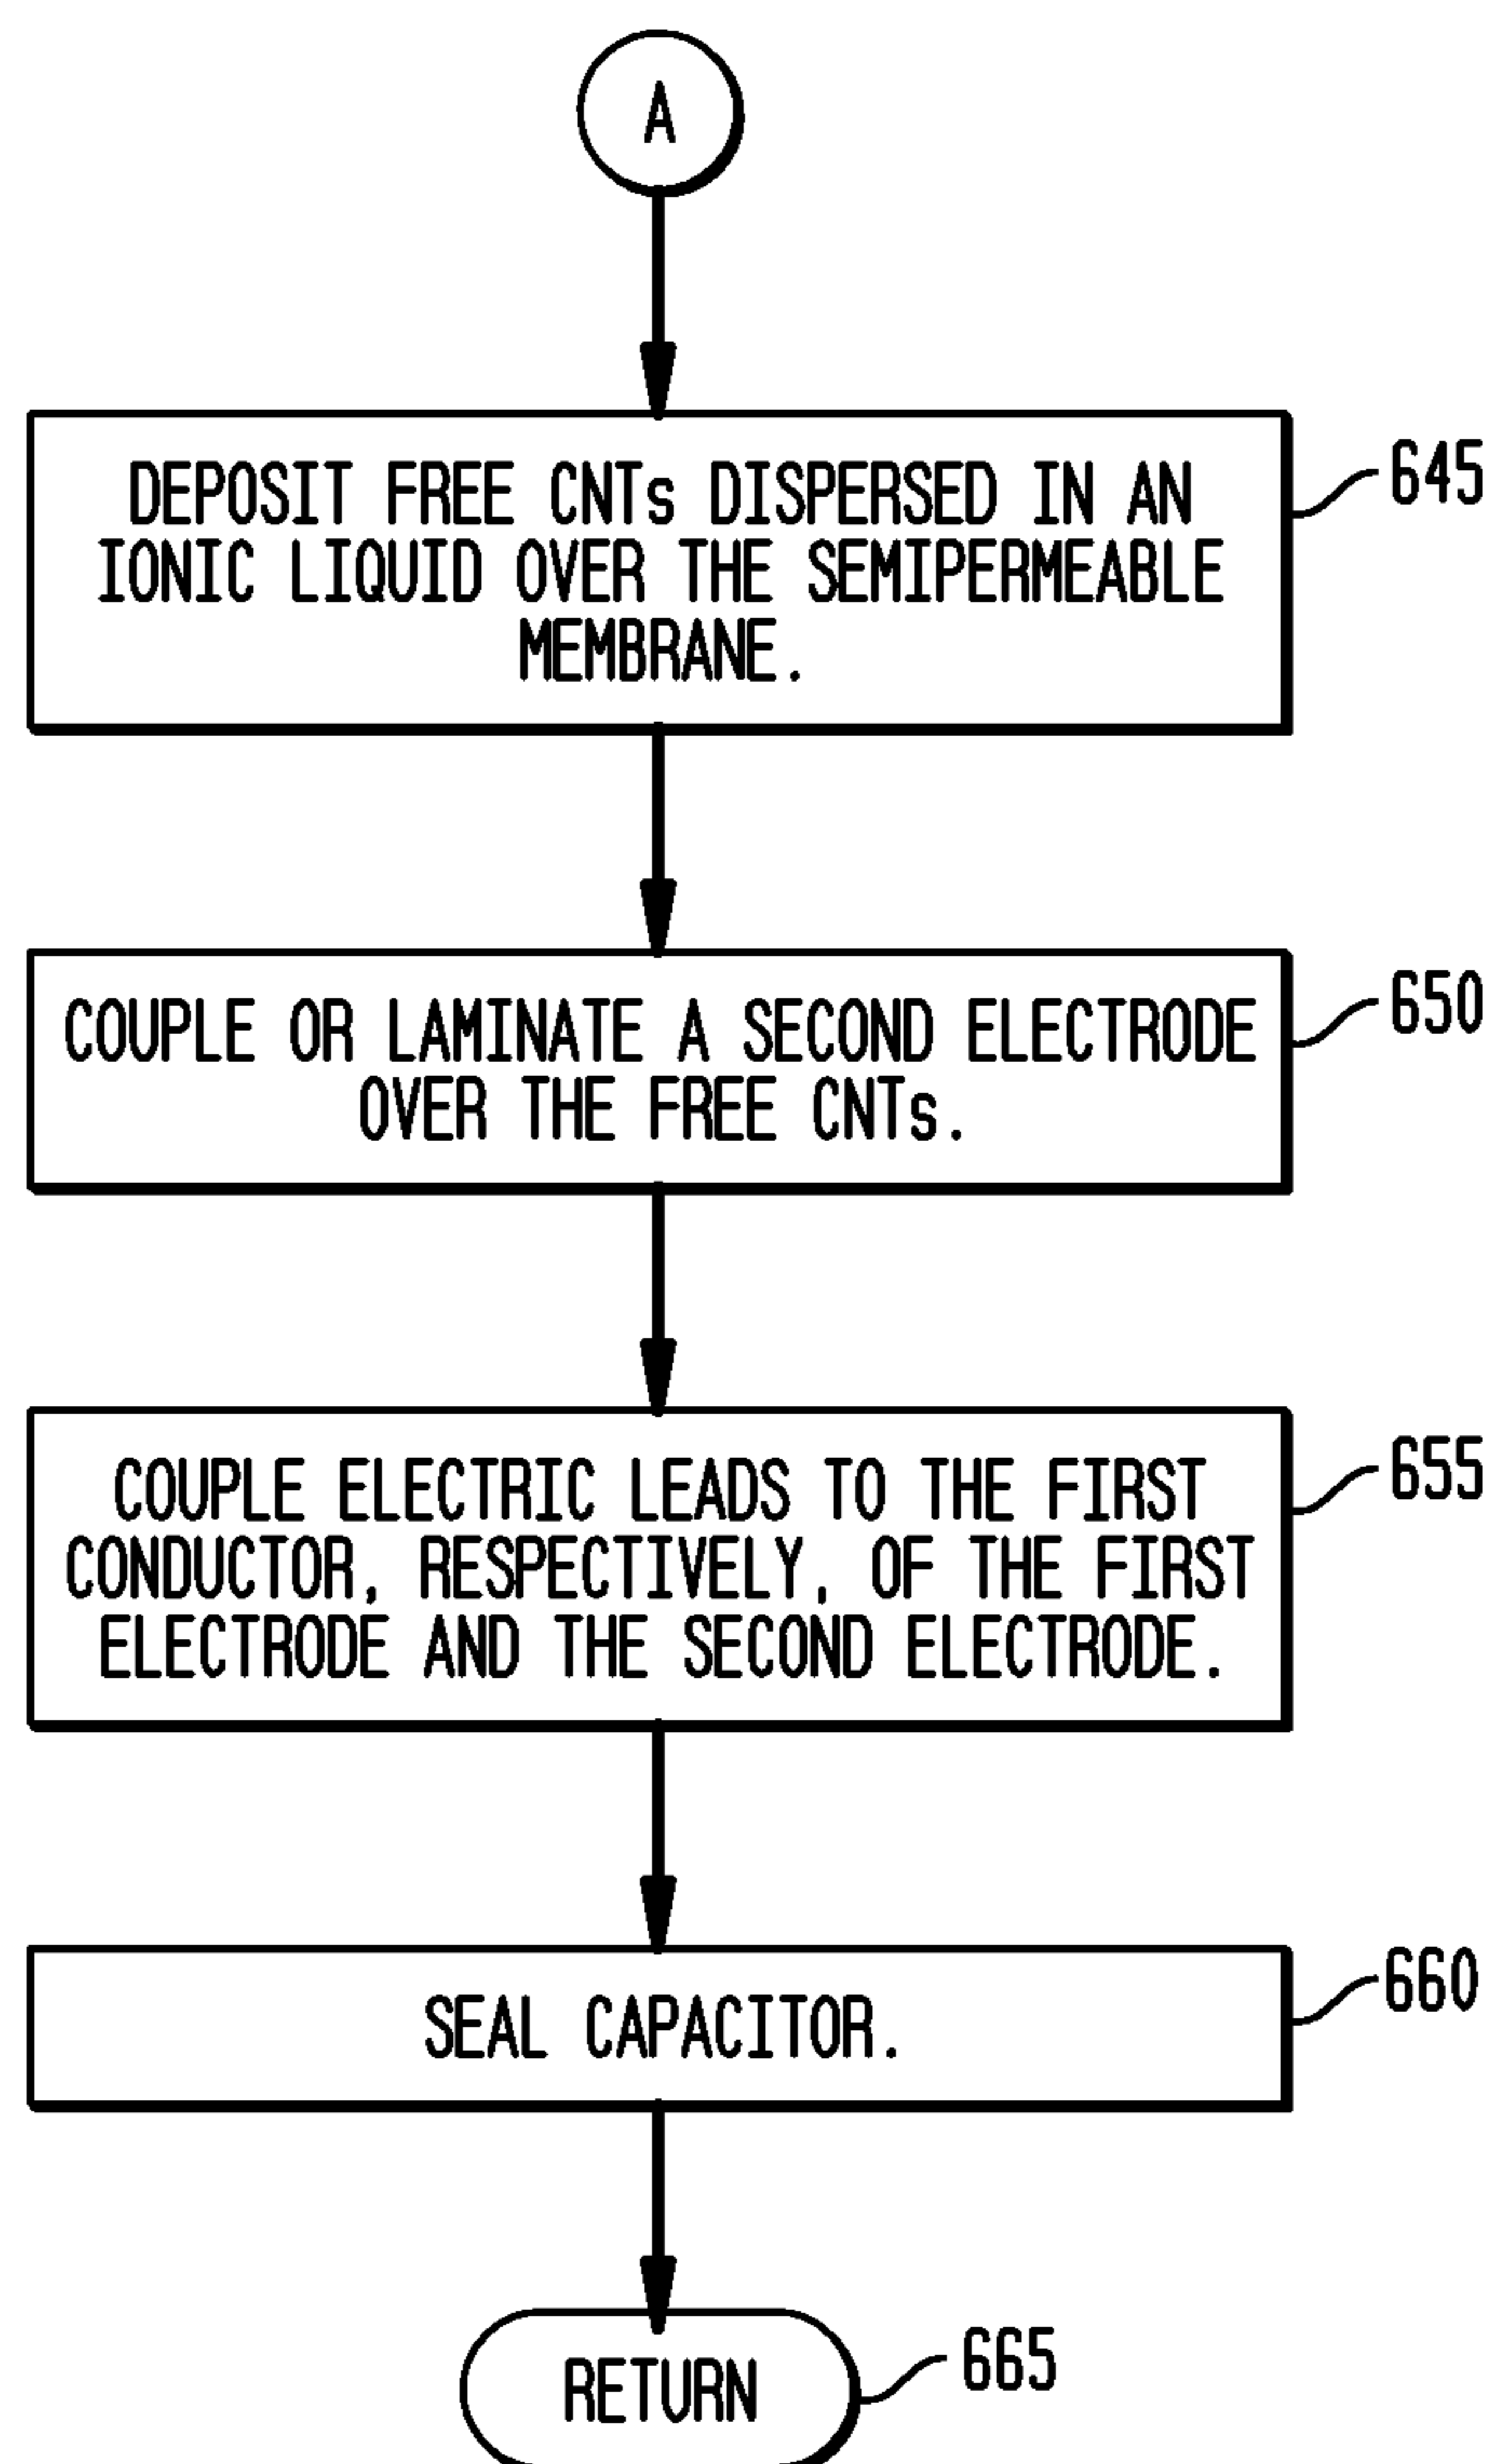 A
DEPOSIT FREE CNTs DISPERSED IN AN
IONIC LIQUID OVER THE SEMIPERMEABLE
MEMBRANE.
645
COUPLE OR LAMINATE A SECOND ELECTRODE
OVER THE FREE CNTs.
650
COUPLE ELECTRIC LEADS TO THE FIRST
CONDUCTOR, RESPECTIVELY, OF THE FIRST
ELECTRODE AND THE SECOND ELECTRODE.
655
SEAL CAPACITOR.
660
RETURN
665